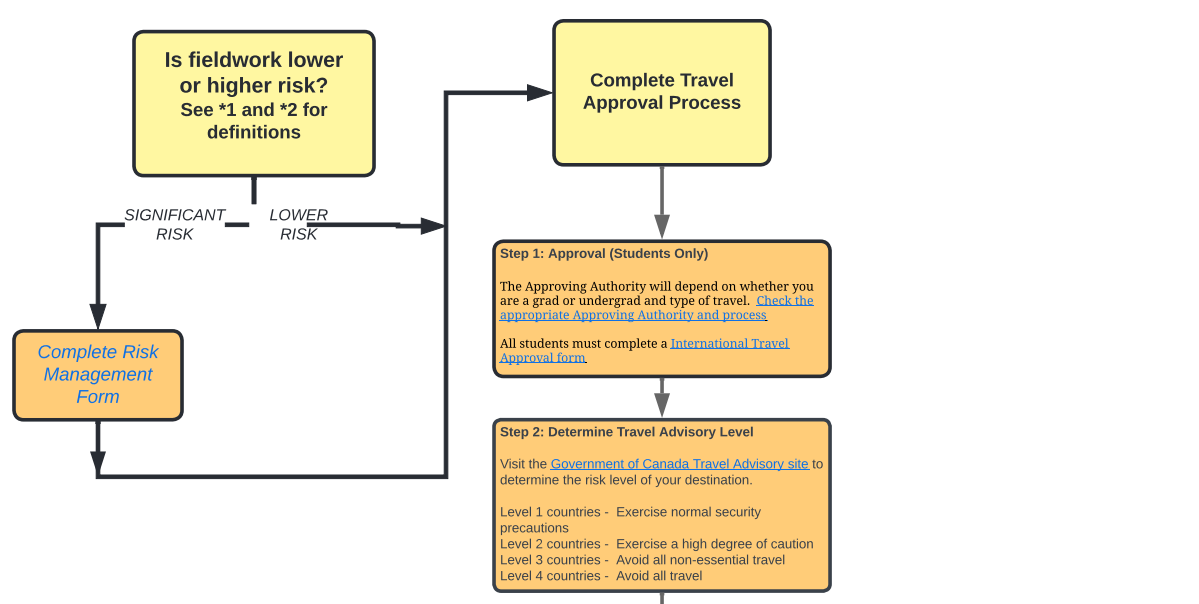 Is fieldwork lower
or higher risk?
See *1 and *2 for
definitions
SIGNIFICANT
RISK
LOWER
RISK
Complete Risk
Management
Form
Complete Travel
Approval Process
Step 1: Approval (Students Only)
The Approving Authority will depend on whether you
are a grad or undergrad and type of travel.  Check the
appropriate Approving Authority and process
All students must complete a International Travel
Approval form
Step 2: Determine Travel Advisory Level
Visit the Government of Canada Travel Advisory site to
determine the risk level of your destination.
Level 1 countries -  Exercise normal security
precautions
Level 2 countries -  Exercise a high degree of caution
Level 3 countries -  Avoid all non-essential travel
Level 4 countries -  Avoid all travel